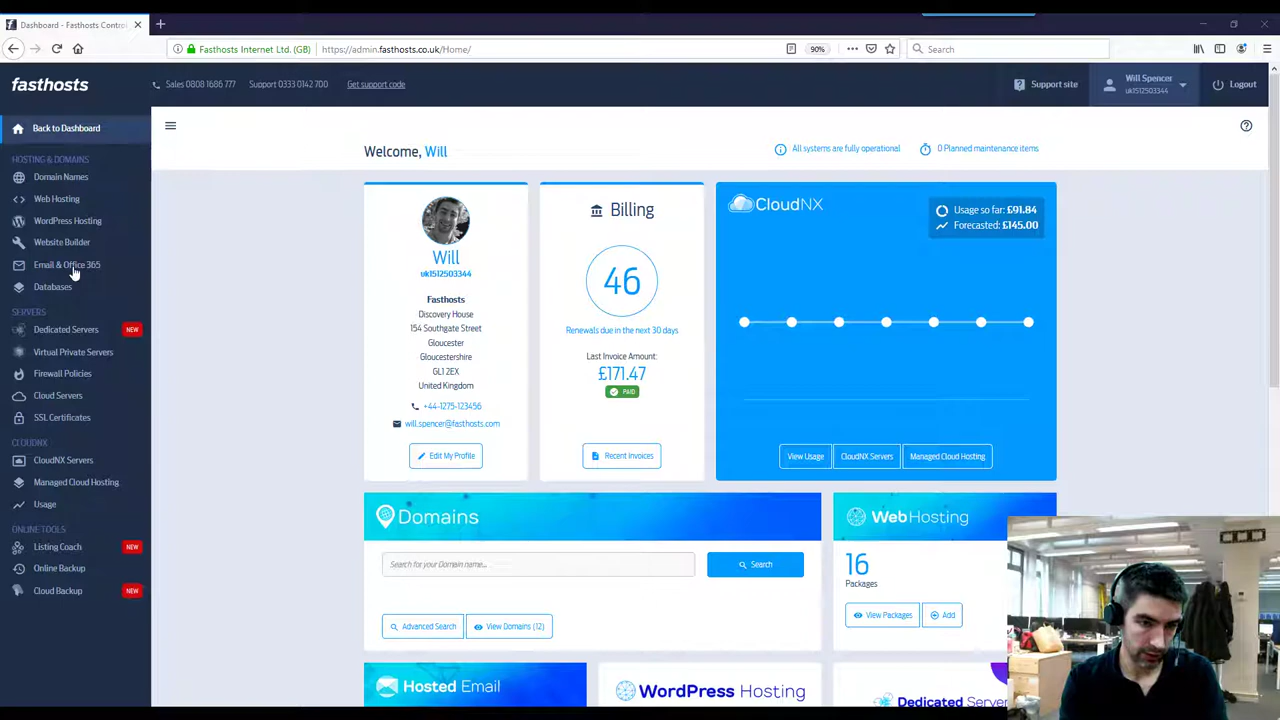 Dashboard - Fasthosts Contro
Fasthosts Internet Ltd. (GB)
https://admin.fasthosts.co.uk/Home/
90%
Search
fasthosts
Sales 0808 1686 777
Support 0333 0142 700
Get support code
Support site
Will Spencer
uk1512503344
Logout
Back to Dashboard
HOSTING & DOMAINS
Domain Names
Web Hosting
WordPress Hosting
Website Builder
Email & Office 365
Databases
SERVERS
Dedicated Servers NEW
Virtual Private Servers
Firewall Policies
Cloud Servers
SSL Certificates
CLOUDNX
CloudNX Servers
Managed Cloud Hosting
Usage
ONLINE TOOLS
Listing Coach NEW
Online Backup
Cloud Backup NEW
Welcome, Will
All systems are fully operational
0 Planned maintenance items
Will
uk1512503344
Fasthosts
Discovery House
154 Southgate Street
Gloucester
Gloucestershire
GL1 2EX
United Kingdom
+44-1275-123456
will.spencer@fasthosts.com
Edit My Profile
Billing
46
Renewals due in the next 30 days
Last Invoice Amount:
£171.47
PAID
Recent Invoices
CloudNX
Usage so far: £91.84
Forecasted: £145.00
View Usage
CloudNX Servers
Managed Cloud Hosting
Domains
Search for your Domain name...
Search
Advanced Search
View Domains (12)
Web Hosting
16
Packages
View Packages
Add
Hosted Email
WordPress Hosting
Dedicated Server